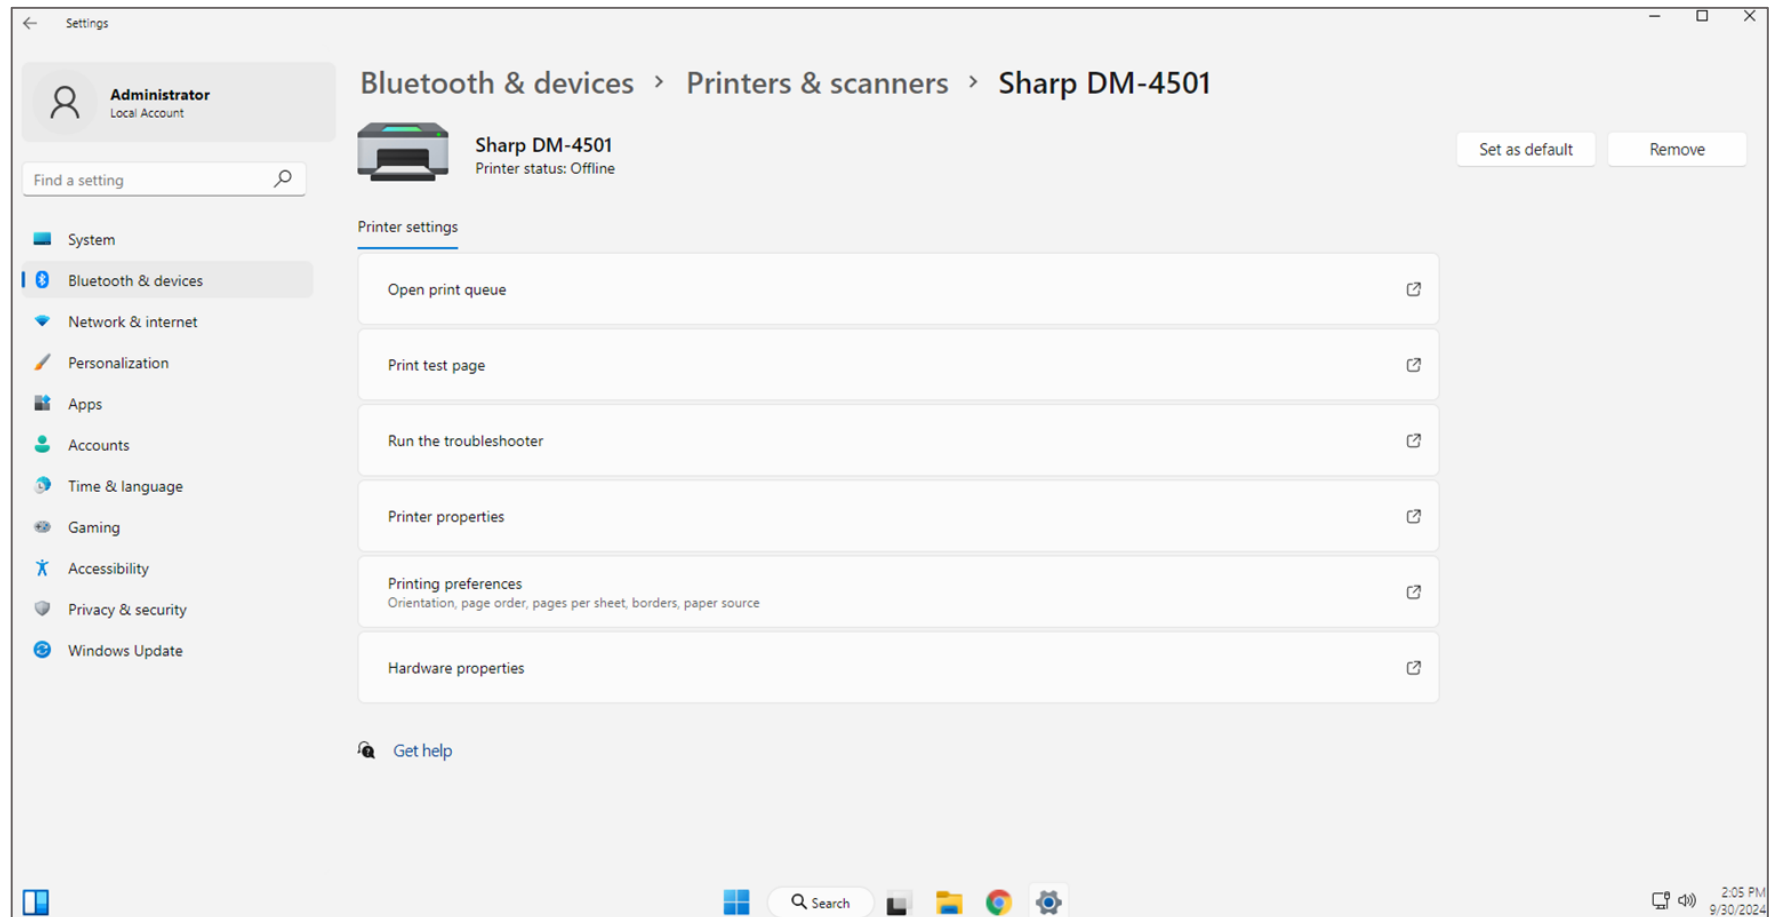 Settings
Administrator
Local Account
Find a setting
System
Bluetooth & devices
Network & internet
Personalization
Apps
Accounts
Time & language
Gaming
Accessibility
Privacy & security
Windows Update
Bluetooth & devices > Printers & scanners > Sharp DM-4501
Sharp DM-4501
Printer status: Offline
Set as default
Remove
Printer settings
Open print queue
Print test page
Run the troubleshooter
Printer properties
Printing preferences
Orientation, page order, pages per sheet, borders, paper source
Hardware properties
Get help
Search
2:05 PM
9/30/2024